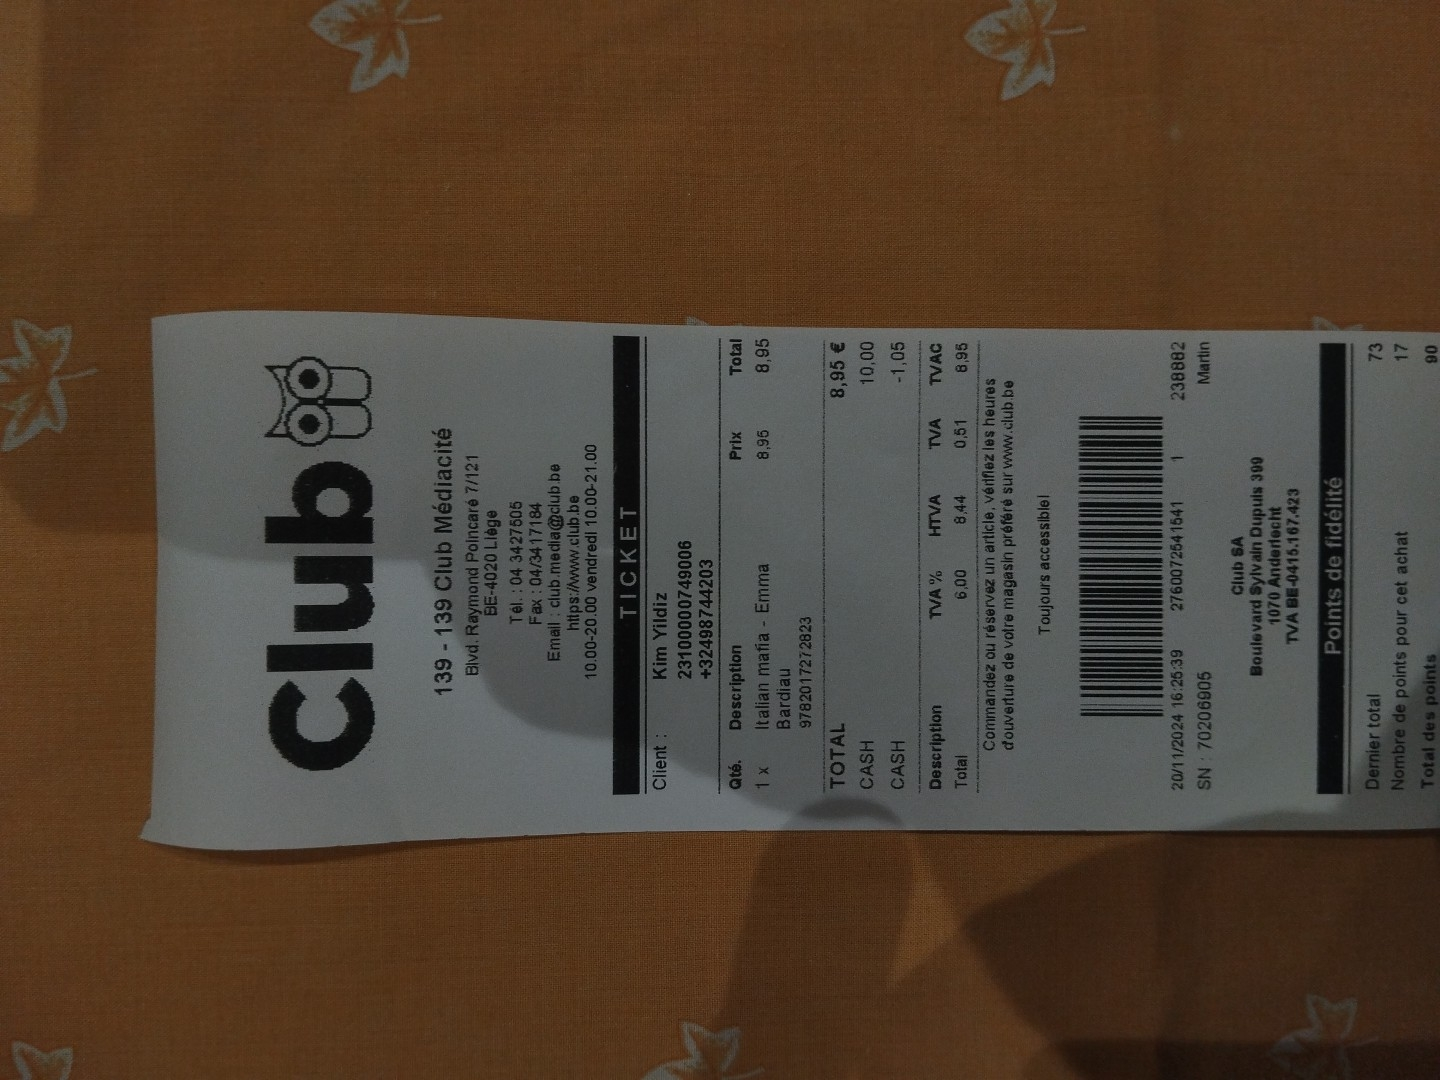 Club
139 - 139 Club Médiacité
Blvd. Raymond Poincaré 7/121
BE-4020 Liège
Tél. : 04 3427505
Fax : 04/3417184
Email : club.media@club.be
https://www.club.be
10.00-20.00 vendredi 10.00-21.00
TICKET
Client : Kim Yildiz
2310000749006
+32498744203
Qté. Description Prix Total
1 x Italian mafia - Emma 8,95 8,95
Bardiau
9782017272823
TOTAL 8,95 €
CASH 10,00
CASH -1,05
Description TVA % HTVA TVA TVAC
Total 6,00 8,44 0,51 8,95
Commandez ou réservez un article, vérifiez les heures
d'ouverture de votre magasin préféré sur www.club.be
Toujours accessible!
20/11/2024 16:25:39 2760072541541 1 238882
SN : 70206905 Martin
Club SA
Boulevard Sylvain Dupuis 399
1070 Anderlecht
TVA BE-0415.167.423
Points de fidélité
Dernier total 73
Nombre de points pour cet achat 17
Total des points 90